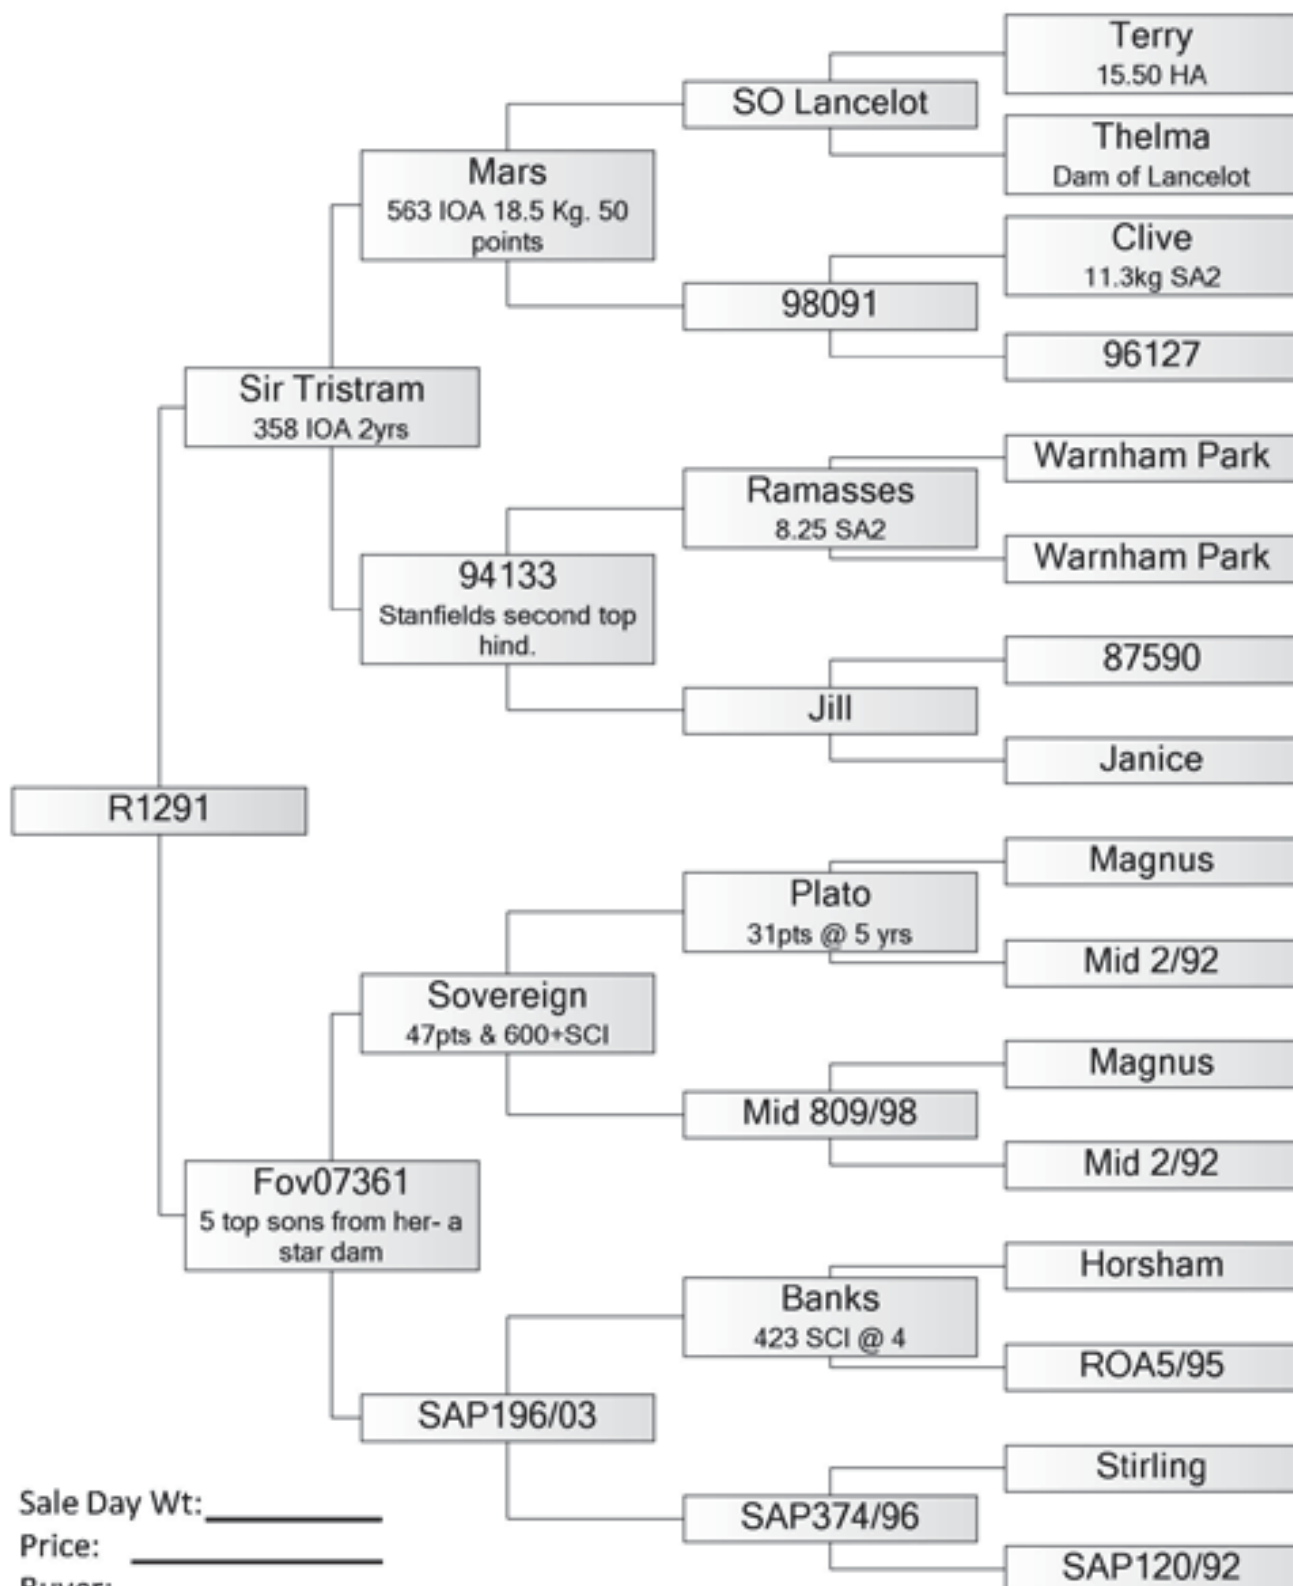 Terry
15.50 HA
SO Lancelot
Thelma
Dam of Lancelot
Mars
563 IOA 18.5 Kg. 50
points
Clive
11.3kg SA2
98091
96127
Sir Tristram
358 IOA 2yrs
Warnham Park
Ramasses
8.25 SA2
Warnham Park
94133
Stanfields second top
hind.
87590
Jill
Janice
R1291
Magnus
Plato
31pts @ 5 yrs
Mid 2/92
Sovereign
47pts & 600+SCI
Magnus
Mid 809/98
Mid 2/92
Fov07361
5 top sons from her- a
star dam
Horsham
Banks
423 SCI @ 4
ROA5/95
SAP196/03
Stirling
SAP374/96
SAP120/92
Sale Day Wt:
Price:
Buyer: